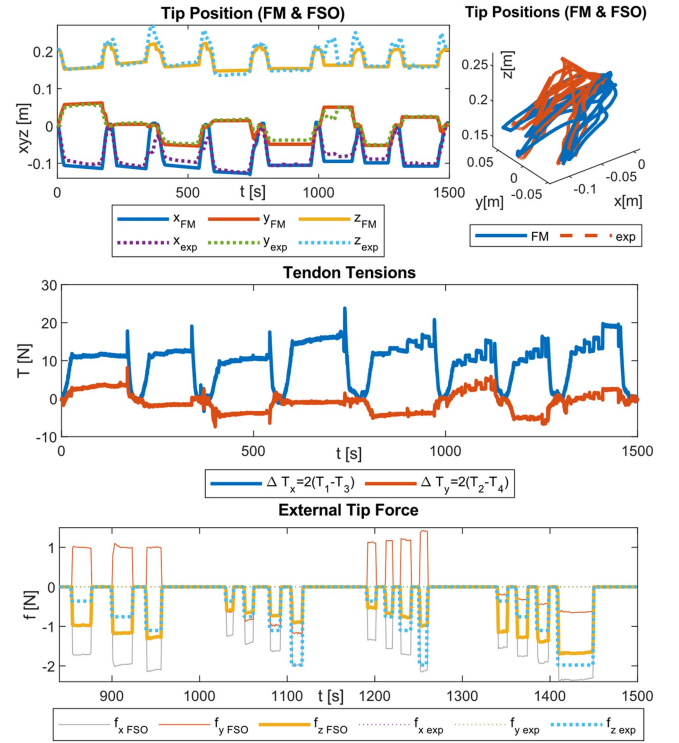 Tip Position (FM & FSO)
0.2
0.1
0
-0.1
xyz [m]
0
500
1000
1500
t [s]
x_FM
y_FM
z_FM
x_exp
y_exp
z_exp
Tip Positions (FM & FSO)
z[m]
0.25
0.2
0.15
0.05
0
-0.05
y[m]
-0.1
0
x[m]
FM
exp
Tendon Tensions
30
20
10
0
-10
T [N]
0
500
1000
1500
t [s]
Δ T_x=2(T_1-T_3)
Δ T_y=2(T_2-T_4)
External Tip Force
1
0
-1
-2
f [N]
900
1000
1100
1200
1300
1400
1500
t [s]
f_x FSO
f_y FSO
f_z FSO
f_x exp
f_y exp
f_z exp